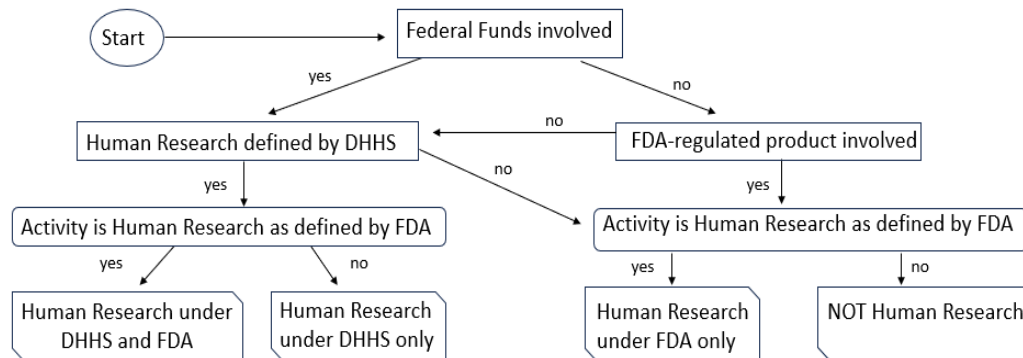 Start
Federal Funds involved
yes
no
Human Research defined by DHHS
no
FDA-regulated product involved
no
yes
yes
Activity is Human Research as defined by FDA
Activity is Human Research as defined by FDA
yes
no
yes
no
Human Research under
DHHS and FDA
Human Research
under DHHS only
Human Research
under FDA only
NOT Human Research